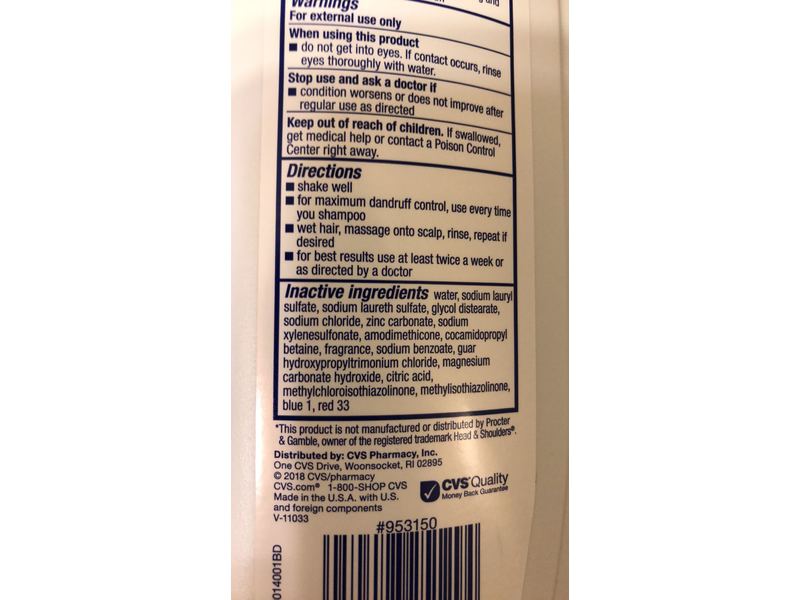 Warnings
For external use only
When using this product
■ do not get into eyes. If contact occurs, rinse
eyes thoroughly with water.
Stop use and ask a doctor if
■ condition worsens or does not improve after
regular use as directed
Keep out of reach of children. If swallowed,
get medical help or contact a Poison Control
Center right away.
Directions
■ shake well
■ for maximum dandruff control, use every time
you shampoo
■ wet hair, massage onto scalp, rinse, repeat if
desired
■ for best results use at least twice a week or
as directed by a doctor
Inactive ingredients water, sodium lauryl
sulfate, sodium laureth sulfate, glycol distearate,
sodium chloride, zinc carbonate, sodium
xylenesulfonate, amodimethicone, cocamidopropyl
betaine, fragrance, sodium benzoate, guar
hydroxypropyltrimonium chloride, magnesium
carbonate hydroxide, citric acid,
methylchloroisothiazolinone, methylisothiazolinone,
blue 1, red 33
*This product is not manufactured or distributed by Procter
& Gamble, owner of the registered trademark Head & Shoulders®.
Distributed by: CVS Pharmacy, Inc.
One CVS Drive, Woonsocket, RI 02895
© 2018 CVS/pharmacy
CVS.com® 1-800-SHOP CVS
Made in the U.S.A. with U.S.
and foreign components
V-11033
CVS Quality
Money Back Guarantee
#953150
014001BD